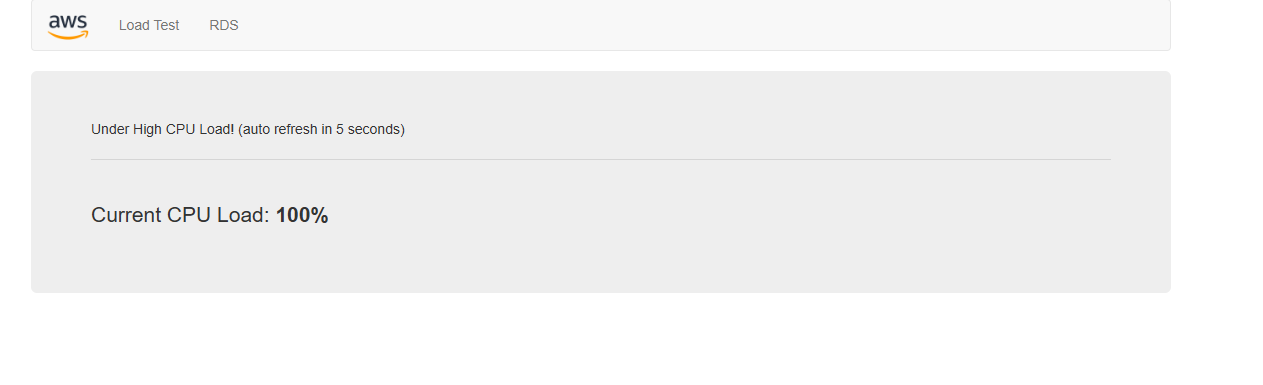 aws Load Test RDS
Under High CPU Load! (auto refresh in 5 seconds)
Current CPU Load: 100%